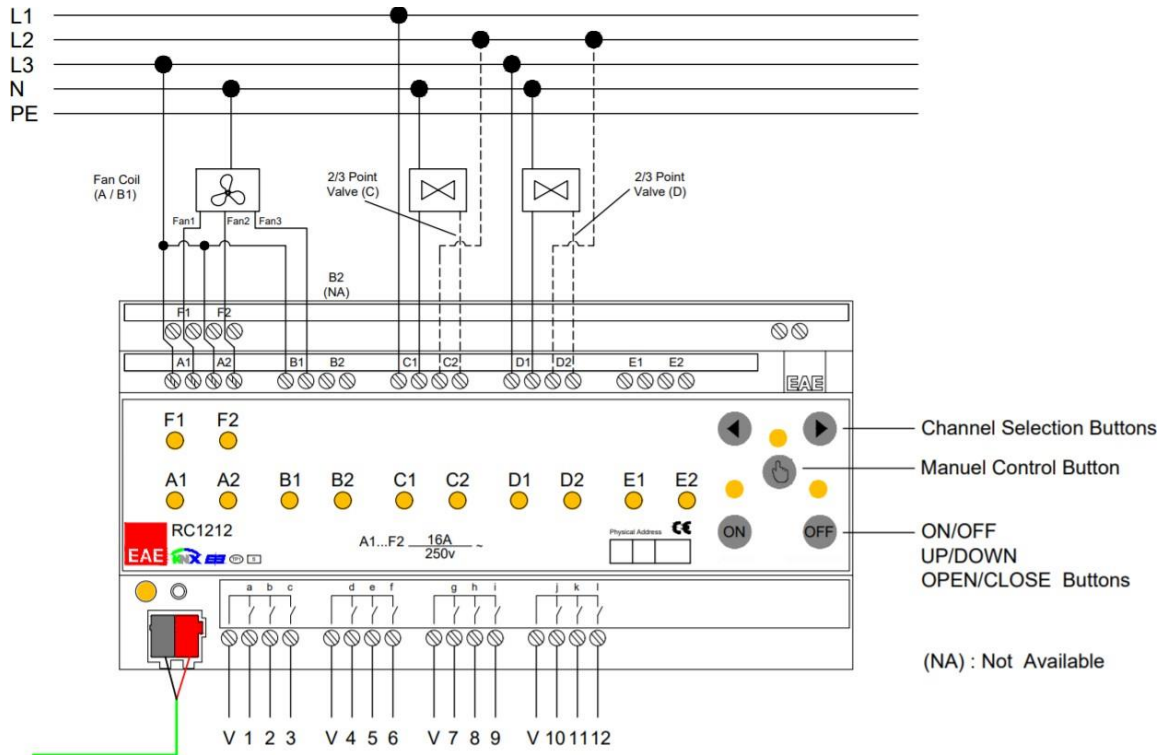 L1
L2
L3
N
PE
Fan Coil
(A / B1)
2/3 Point
Valve (C)
2/3 Point
Valve (D)
Fan1 Fan2 Fan3
B2
(NA)
F1 F2
A1 A2 B1 B2 C1 C2 D1 D2 E1 E2
EAE
F1 F2
Channel Selection Buttons
Manuel Control Button
A1 A2 B1 B2 C1 C2 D1 D2 E1 E2
RC1212
EAE KNX EIB TP1 S
A1...F2 16A
250v ~
Physical Address CE
ON OFF
ON/OFF
UP/DOWN
OPEN/CLOSE Buttons
a b c d e f g h i j k l
(NA) : Not Available
V 1 2 3 V 4 5 6 V 7 8 9 V 10 11 12